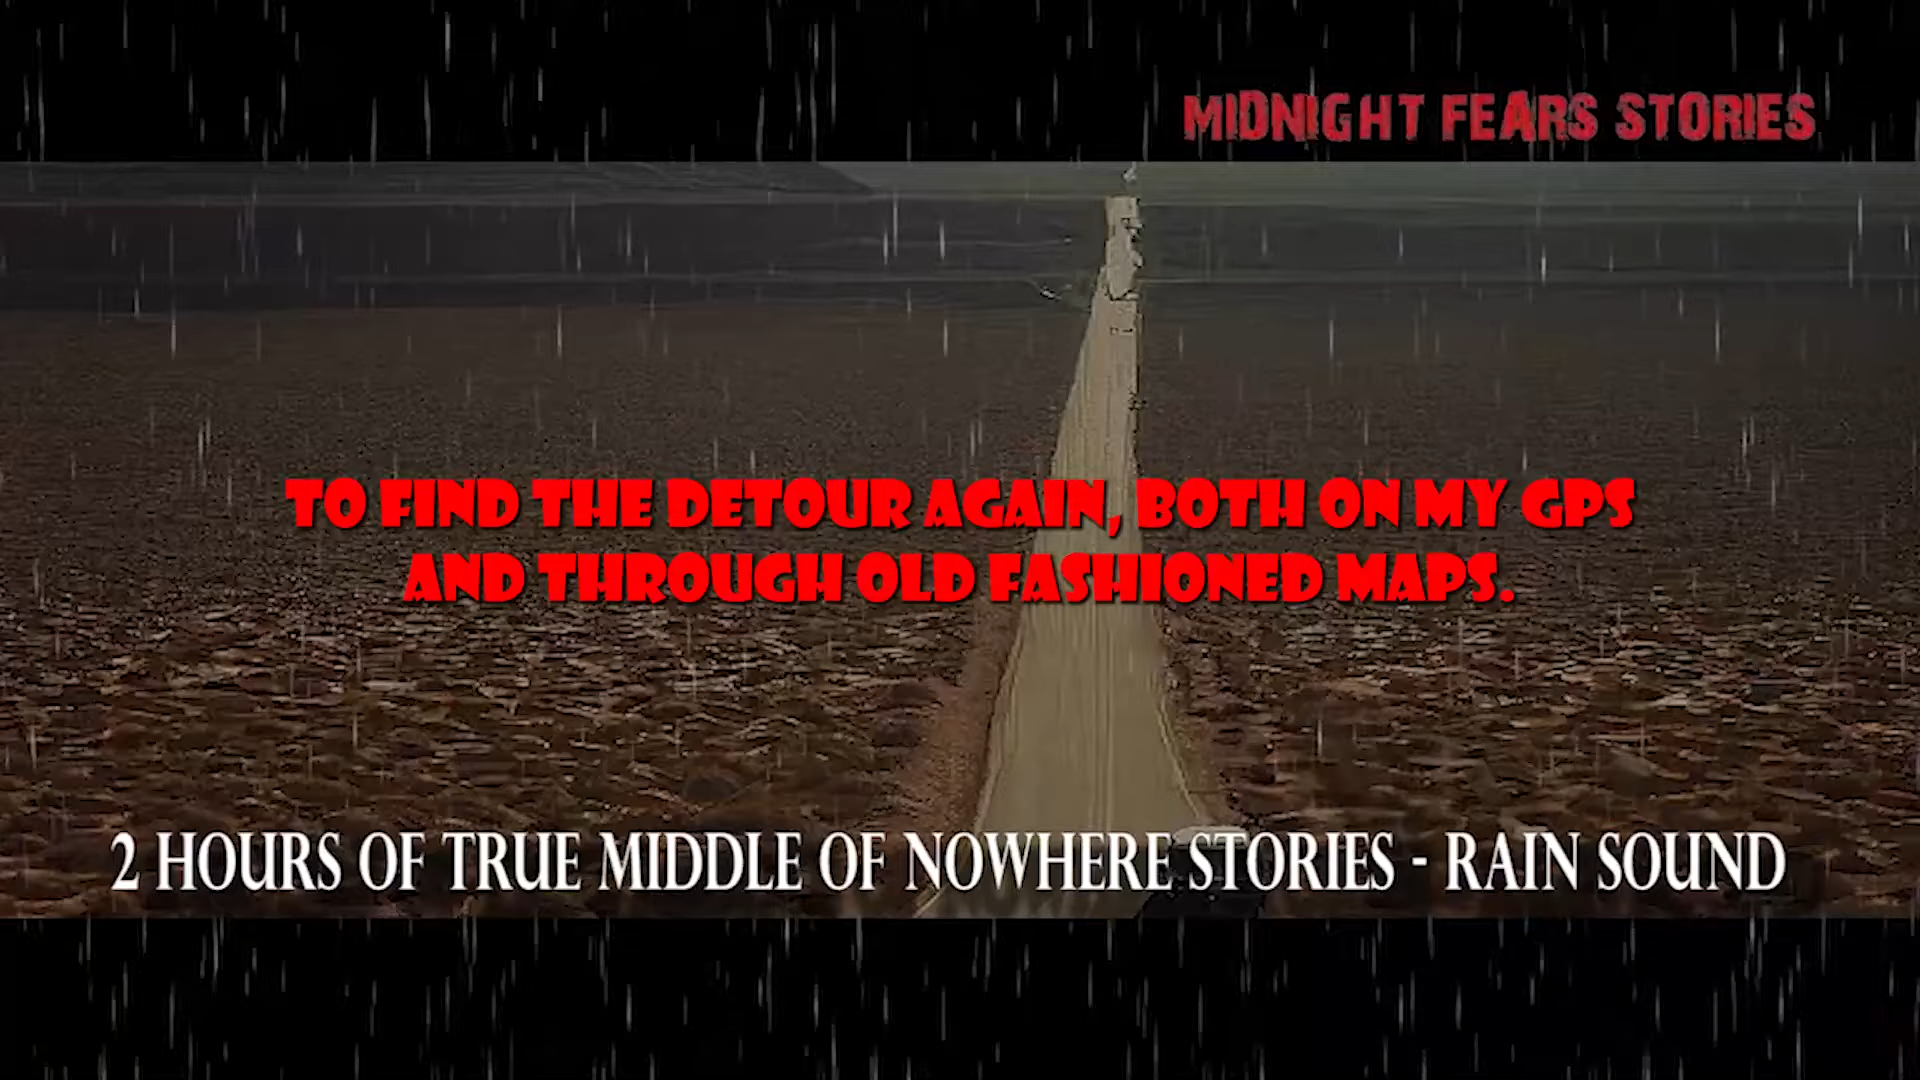 MIDNIGHT FEARS STORIES
TO FIND THE DETOUR AGAIN, BOTH ON MY GPS
AND THROUGH OLD FASHIONED MAPS.
2 HOURS OF TRUE MIDDLE OF NOWHERE STORIES - RAIN SOUND